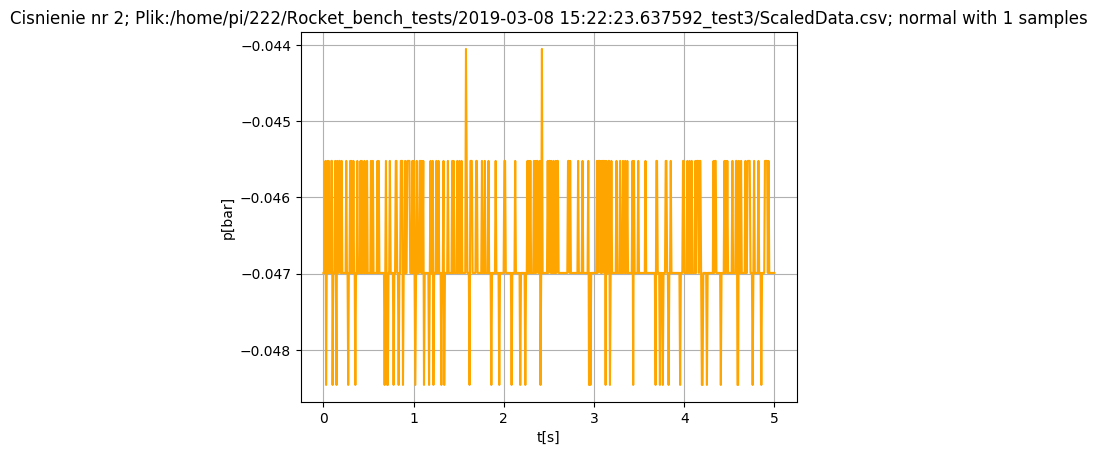 Cisnienie nr 2; Plik:/home/pi/222/Rocket_bench_tests/2019-03-08 15:22:23.637592_test3/ScaledData.csv; normal with 1 samples
−0.044
−0.045
−0.046
−0.047
−0.048
p[bar]
0 1 2 3 4 5
t[s]